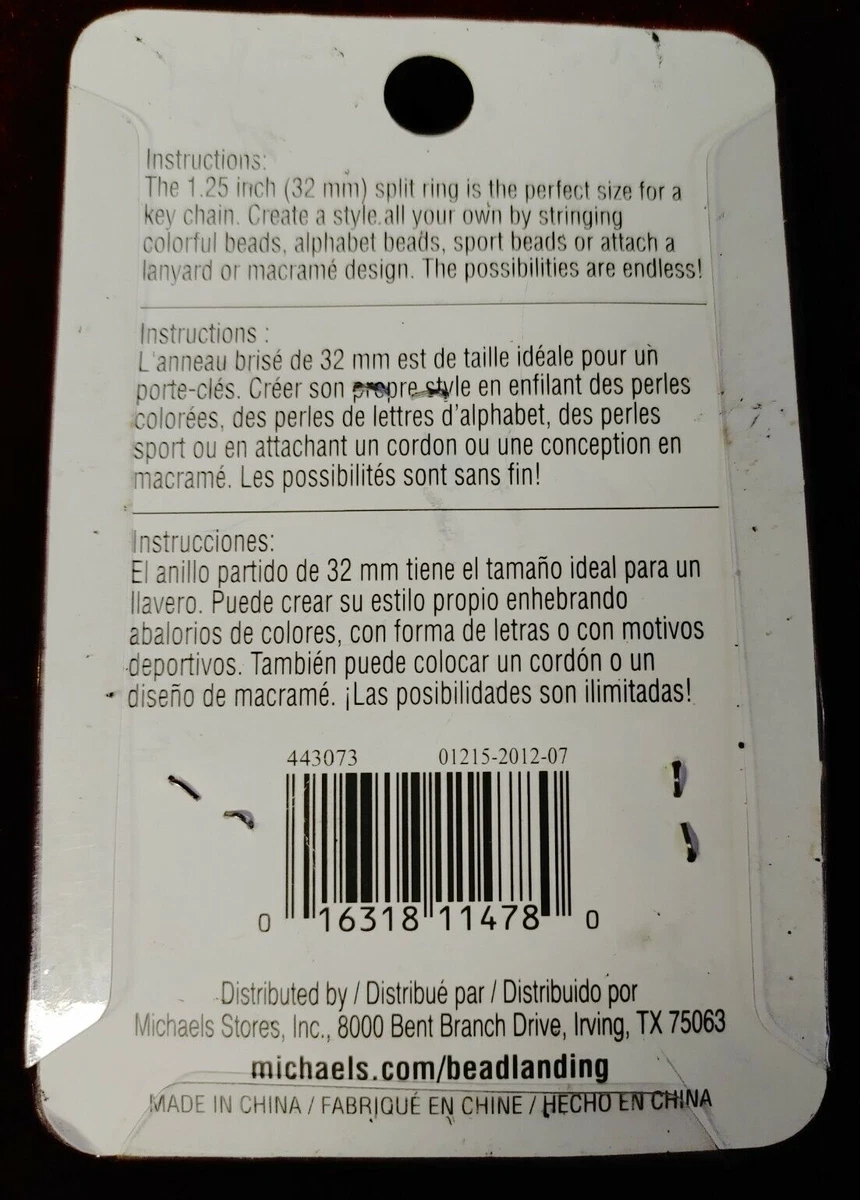 Instructions:
The 1.25 inch (32 mm) split ring is the perfect size for a
key chain. Create a style all your own by stringing
colorful beads, alphabet beads, sport beads or attach a
lanyard or macramé design. The possibilities are endless!
Instructions :
L'anneau brisé de 32 mm est de taille idéale pour un
porte-clés. Créer son propre style en enfilant des perles
colorées, des perles de lettres d'alphabet, des perles
sport ou en attachant un cordon ou une conception en
macramé. Les possibilités sont sans fin!
Instrucciones:
El anillo partido de 32 mm tiene el tamaño ideal para un
llavero. Puede crear su estilo propio enhebrando
abalorios de colores, con forma de letras o con motivos
deportivos. También puede colocar un cordón o un
diseño de macramé. ¡Las posibilidades son ilimitadas!
443073 01215-2012-07
0 16318 11478 0
Distributed by / Distribué par / Distribuido por
Michaels Stores, Inc., 8000 Bent Branch Drive, Irving, TX 75063
michaels.com/beadlanding
MADE IN CHINA / FABRIQUÉ EN CHINE / HECHO EN CHINA